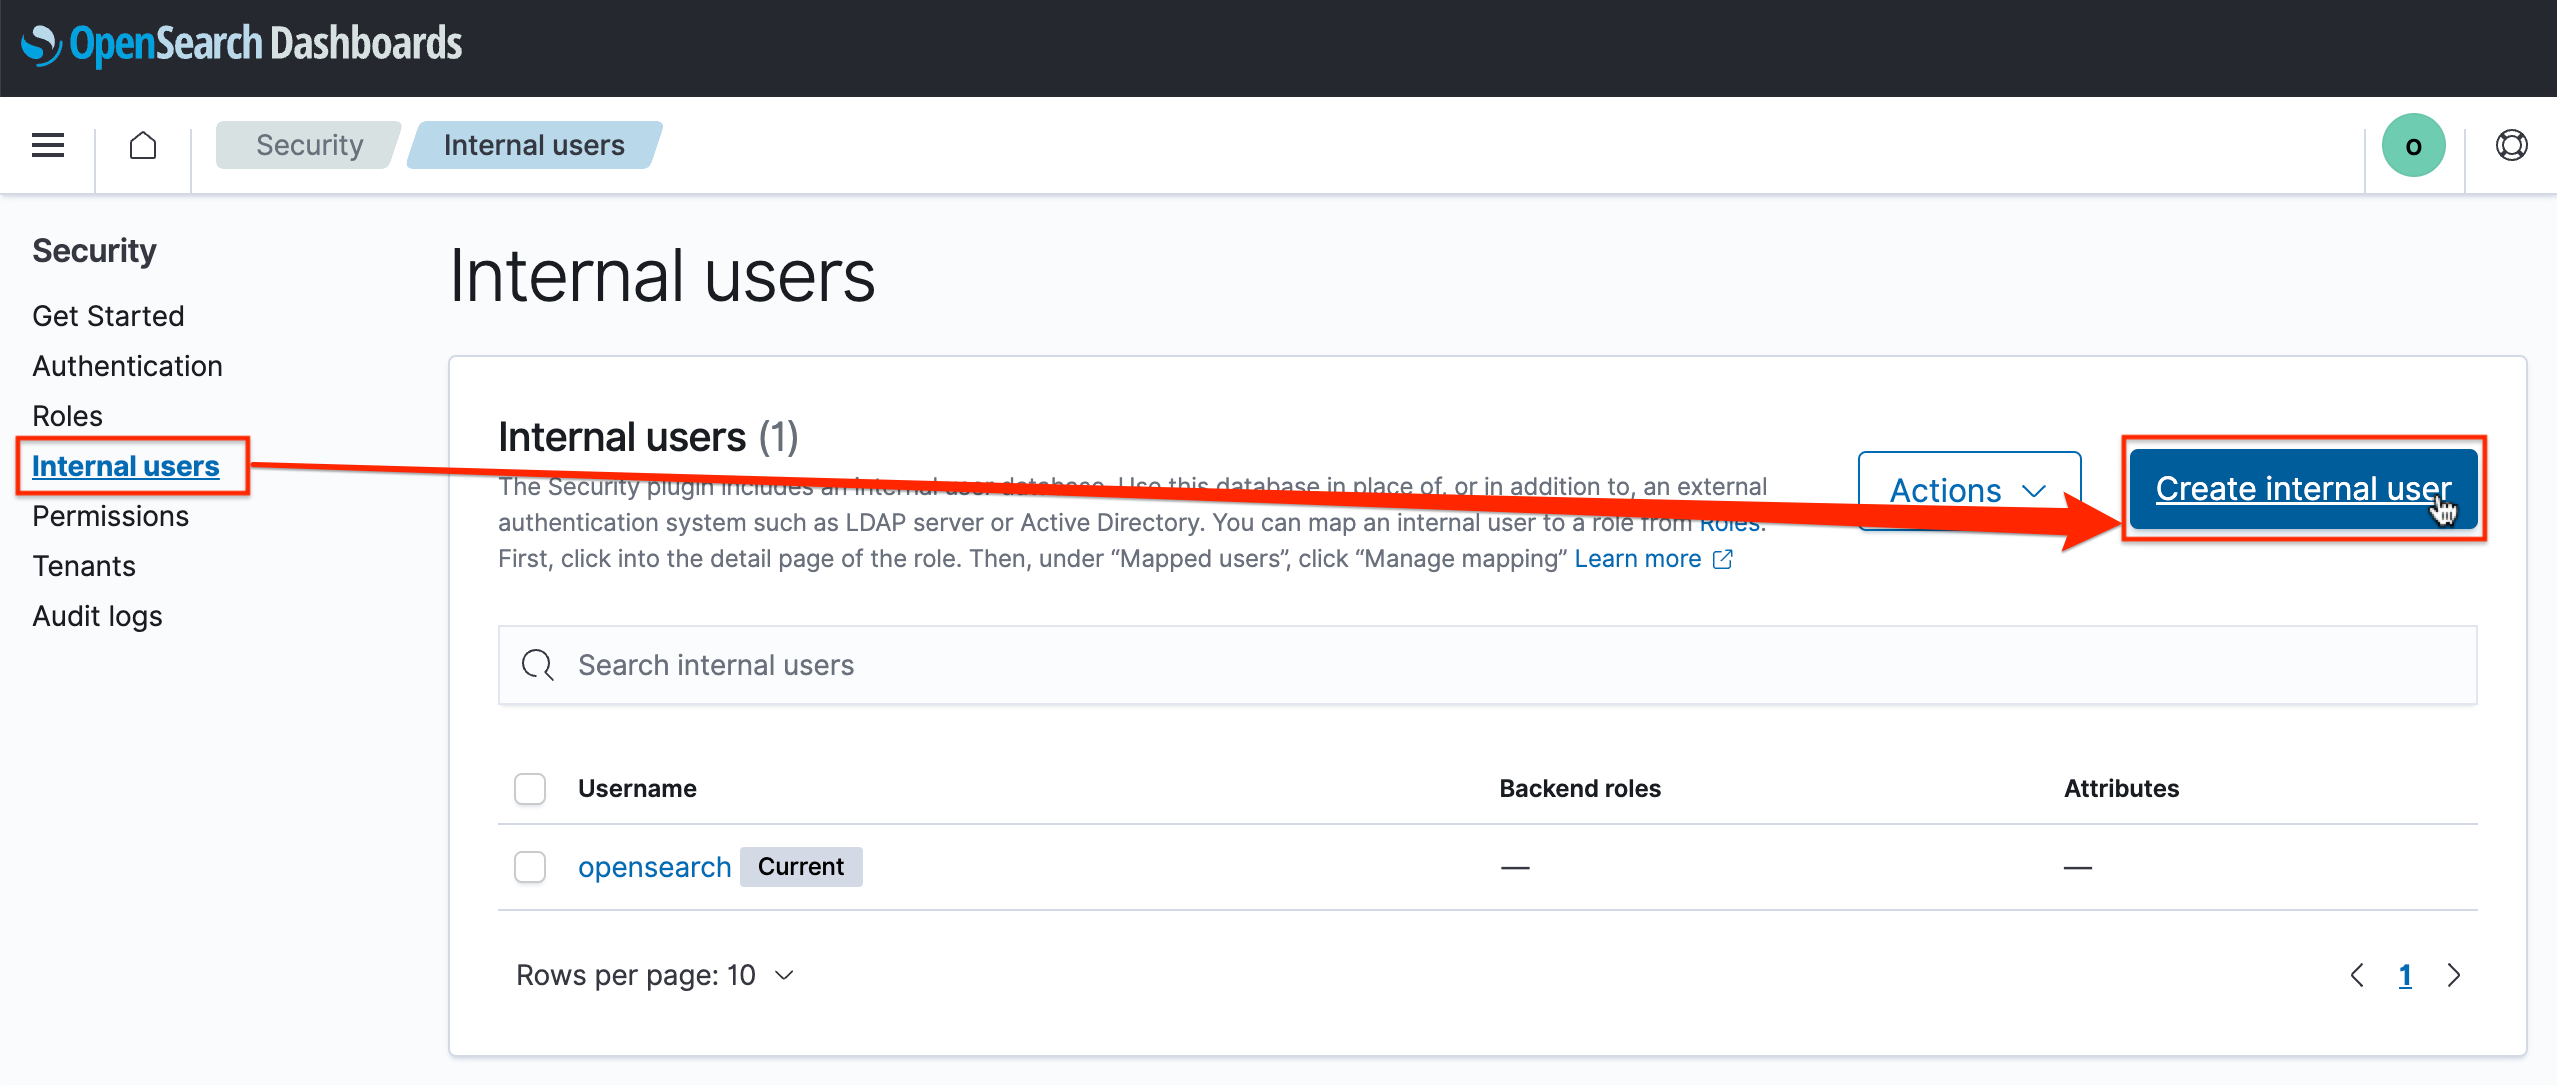 OpenSearch Dashboards
Security
Internal users
o
Security
Get Started
Authentication
Roles
Internal users
Permissions
Tenants
Audit logs
Internal users
Internal users (1)
The Security plugin includes an internal user database. Use this database in place of, or in addition to, an external
authentication system such as LDAP server or Active Directory. You can map an internal user to a role from Roles.
First, click into the detail page of the role. Then, under “Mapped users”, click “Manage mapping” Learn more
Actions
Create internal user
Search internal users
Username Backend roles Attributes
opensearch Current — —
Rows per page: 10
1